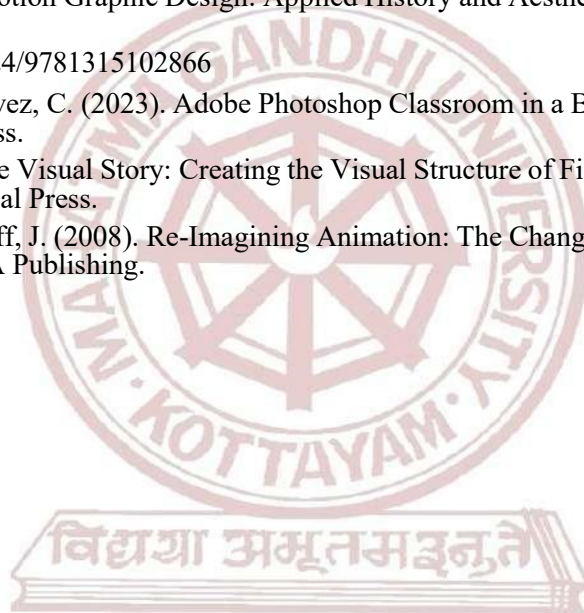 otion Graphic Design: Applied History and Aesthe
4/9781315102866
vez, C. (2023). Adobe Photoshop Classroom in a B
ss.
e Visual Story: Creating the Visual Structure of Fi
al Press.
ff, J. (2008). Re-Imagining Animation: The Chang
A Publishing.
MAHATMA GANDHI UNIVERSITY
KOTTAYAM
विद्यया अमृतमश्नुते